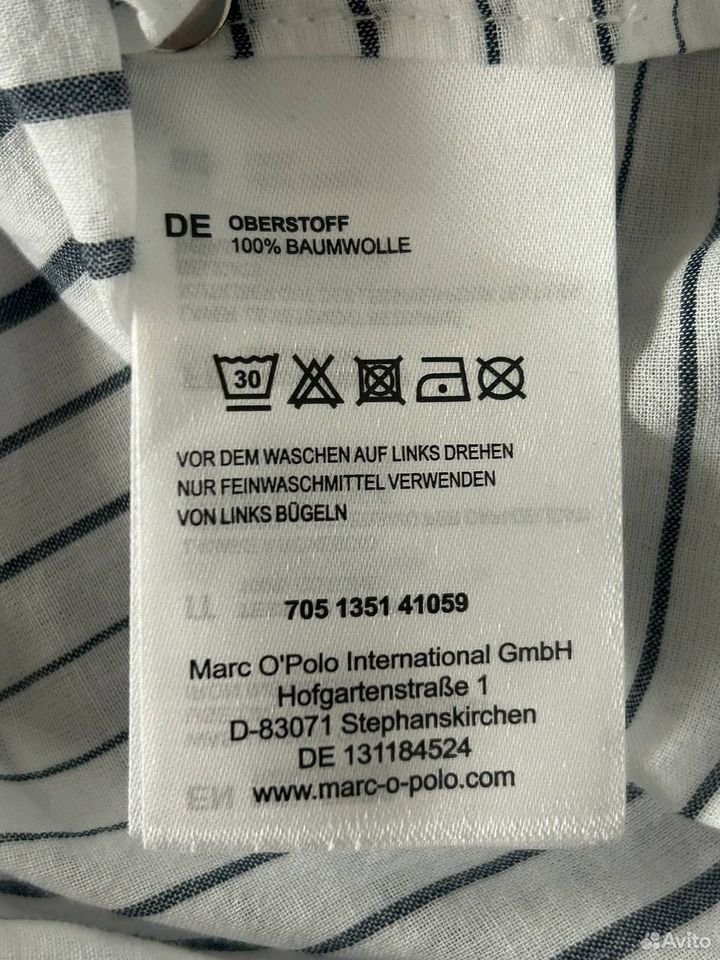 DE OBERSTOFF
100% BAUMWOLLE
30
VOR DEM WASCHEN AUF LINKS DREHEN
NUR FEINWASCHMITTEL VERWENDEN
VON LINKS BÜGELN
705 1351 41059
Marc O'Polo International GmbH
Hofgartenstraße 1
D-83071 Stephanskirchen
DE 131184524
www.marc-o-polo.com
Avito